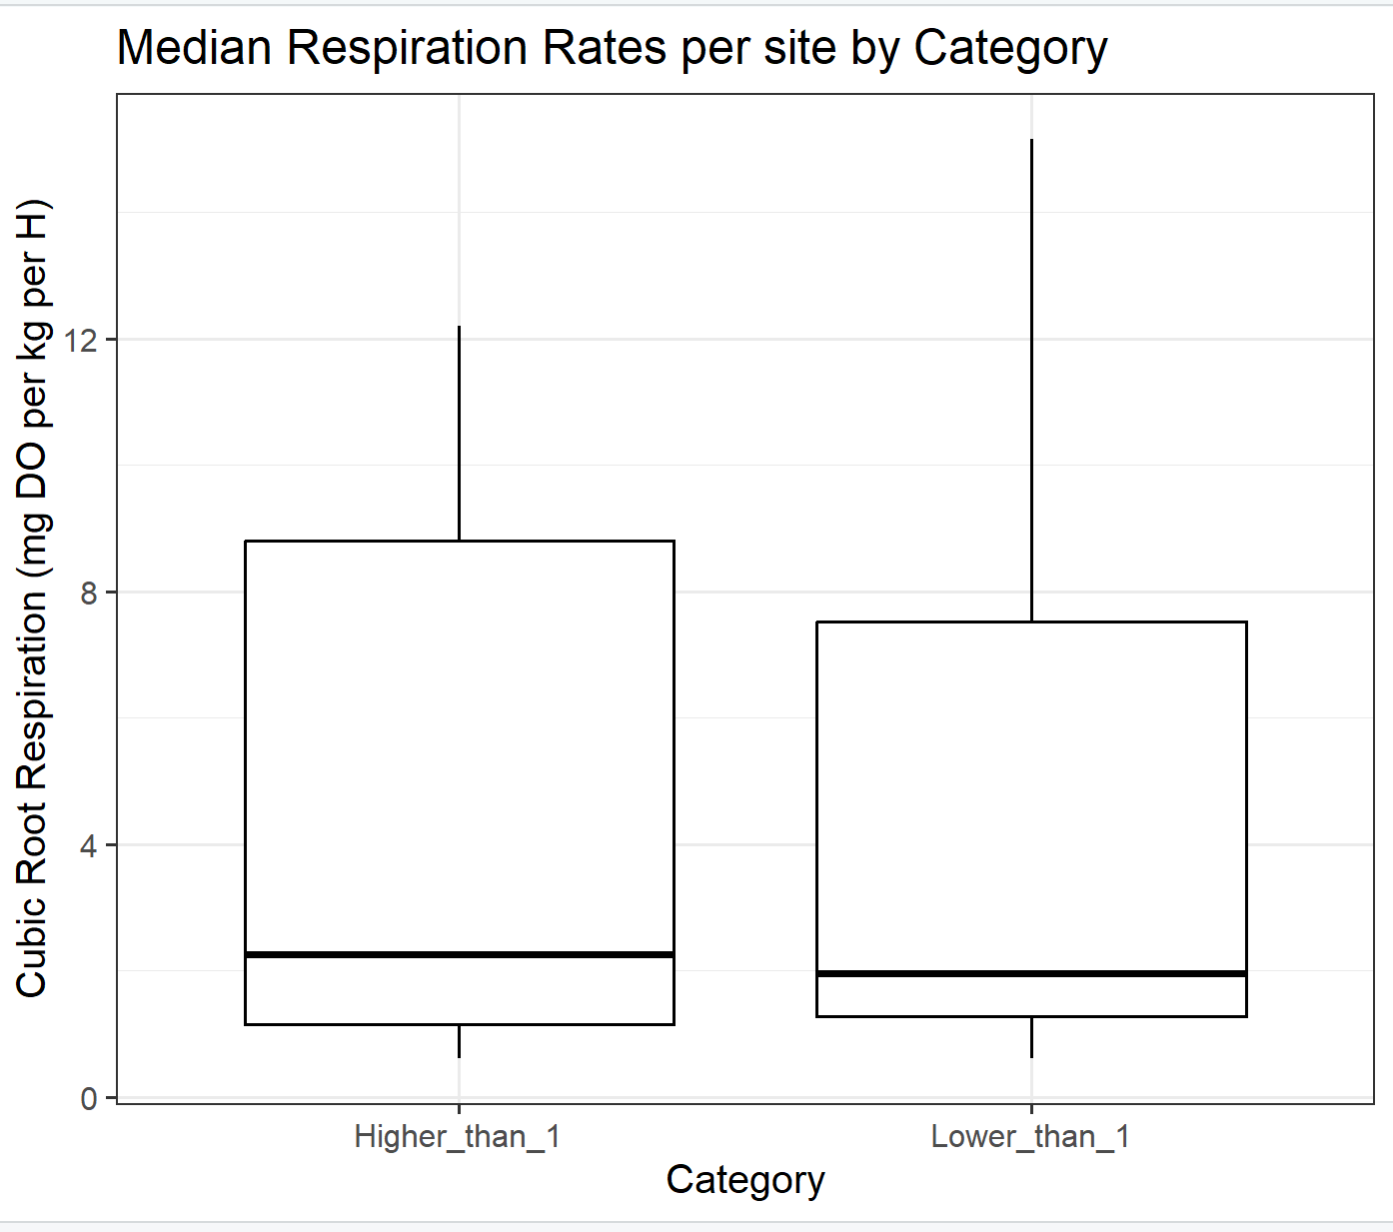 Median Respiration Rates per site by Category
Cubic Root Respiration (mg DO per kg per H)
12
8
4
0
Higher_than_1
Lower_than_1
Category